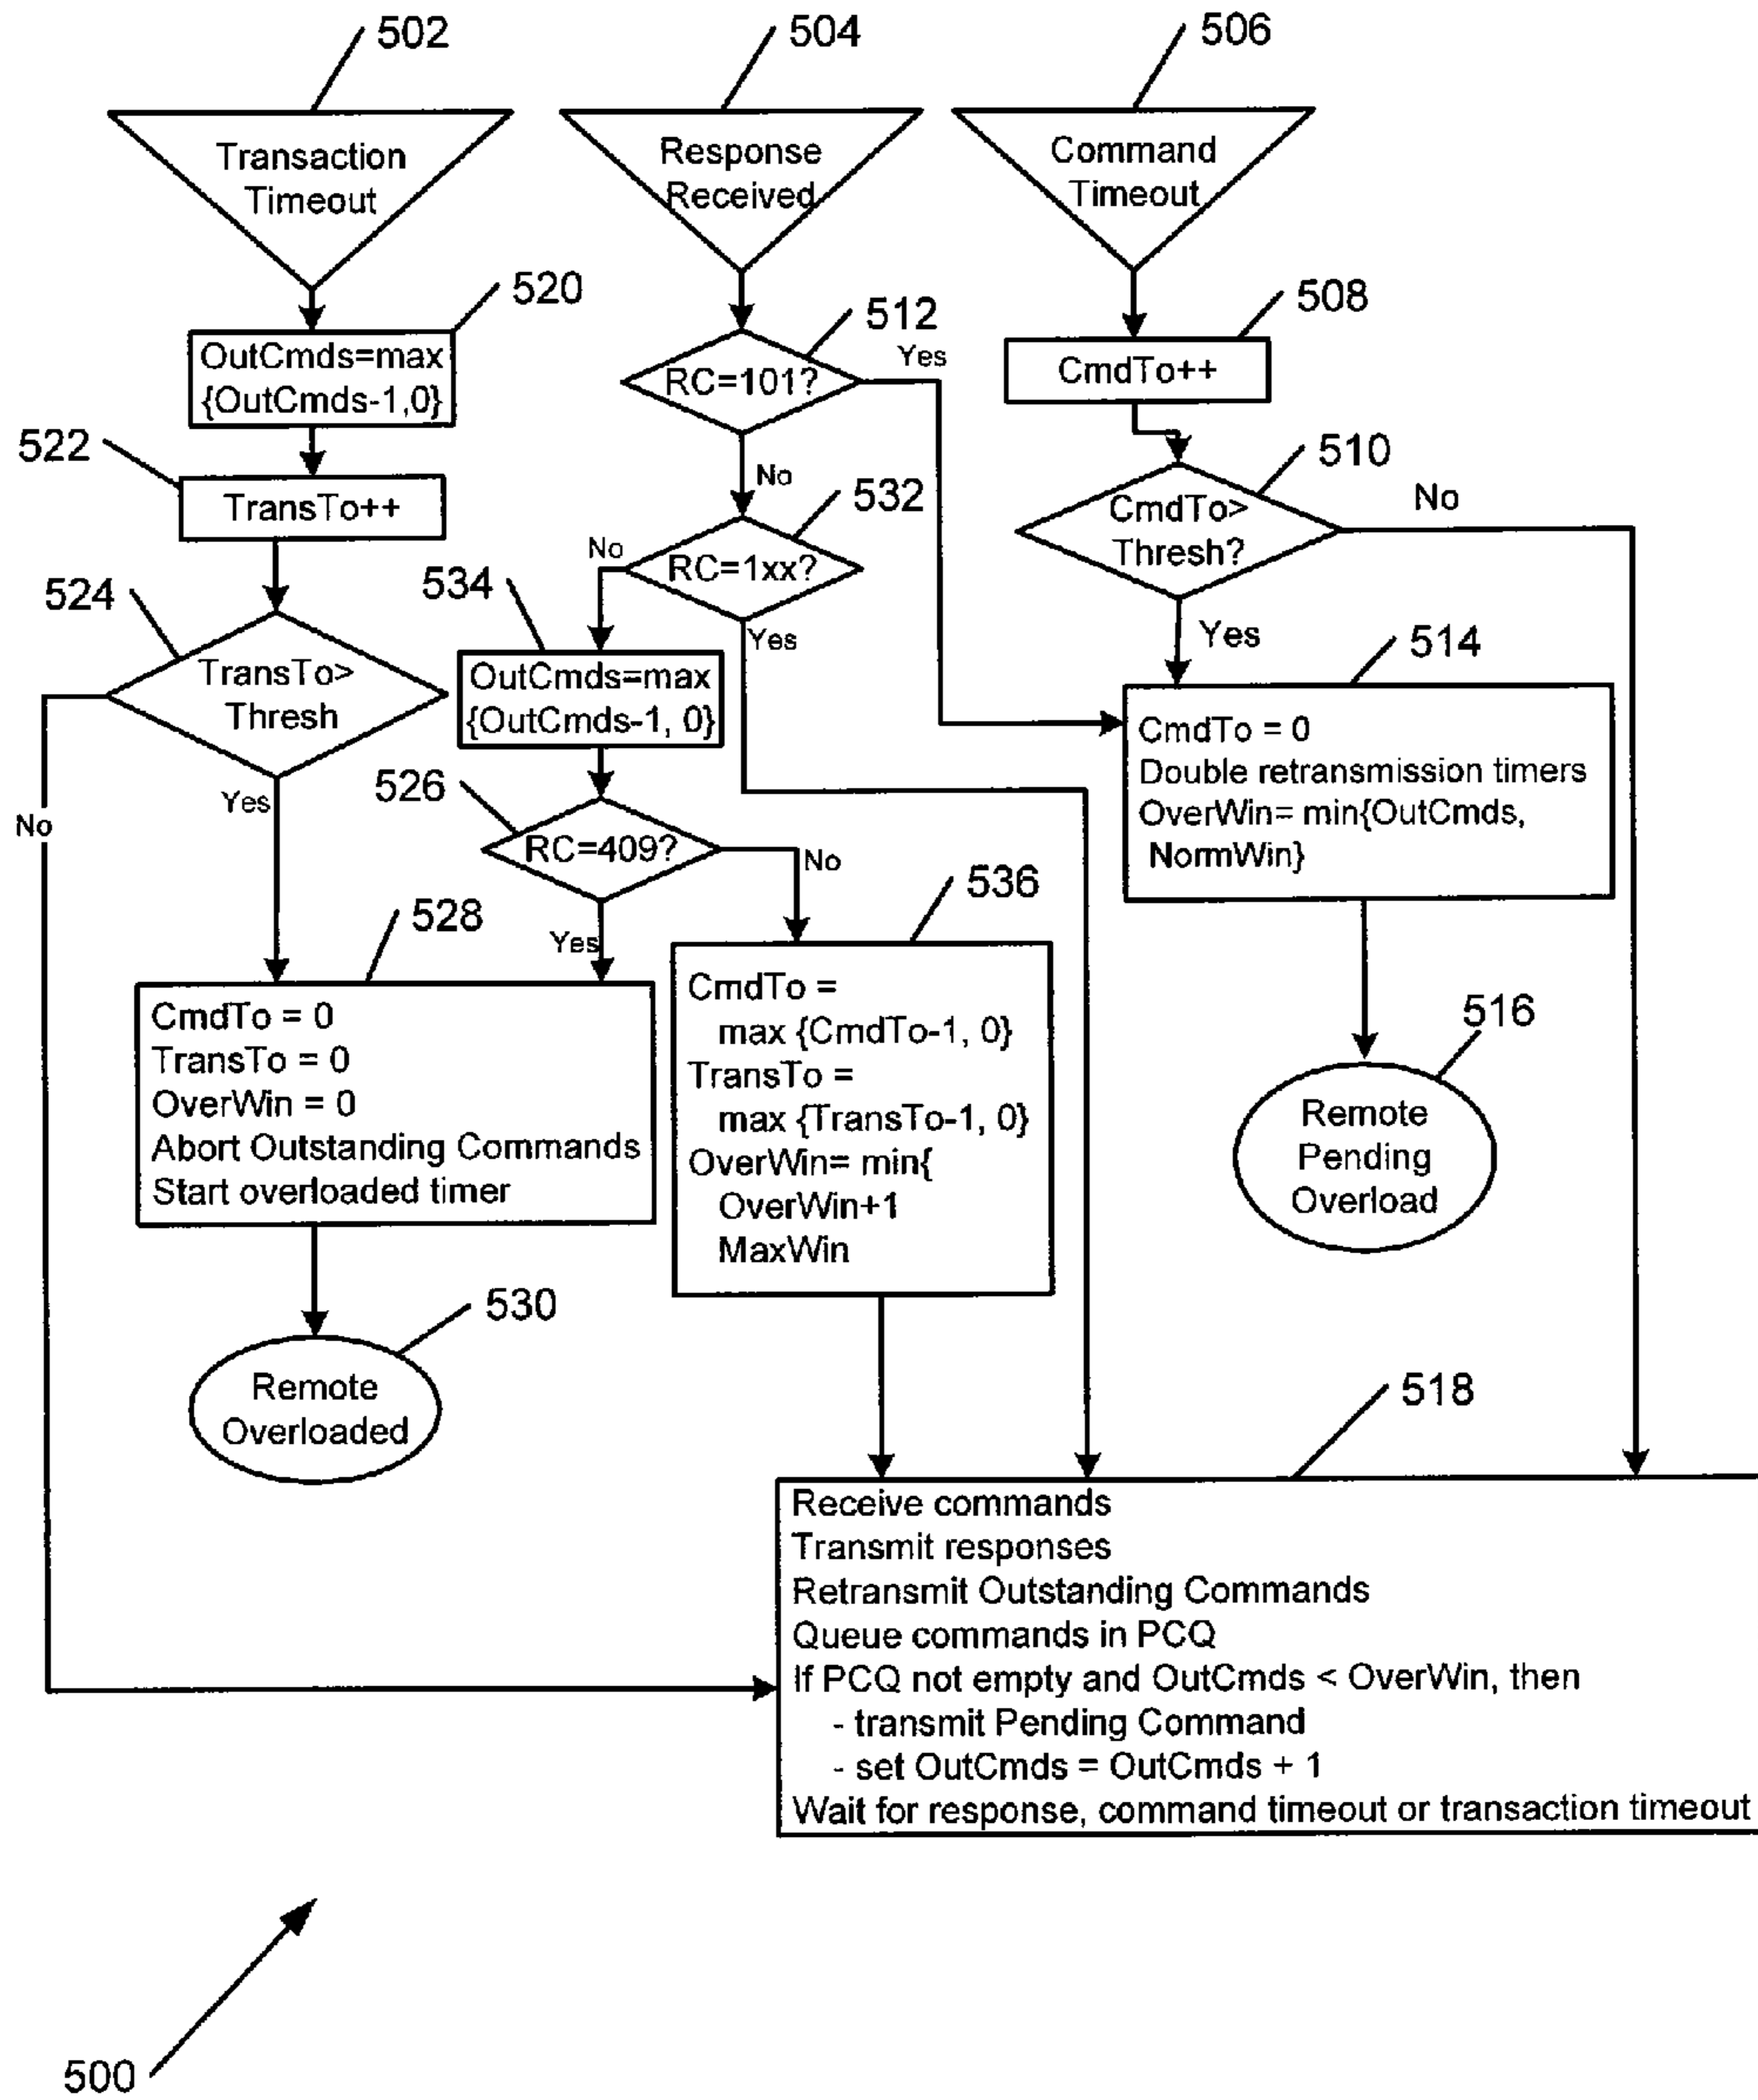 502
504
506
Transaction
Timeout
Response
Received
Command
Timeout
520
OutCmds=max
{OutCmds-1,0}
512
RC=101?
Yes
No
508
CmdTo++
522
TransTo++
532
RC=1xx?
No
Yes
510
CmdTo>
Thresh?
No
Yes
524
TransTo>
Thresh
No
Yes
534
OutCmds=max
{OutCmds-1, 0}
514
CmdTo = 0
Double retransmission timers
OverWin= min{OutCmds,
NormWin}
526
RC=409?
No
Yes
528
CmdTo = 0
TransTo = 0
OverWin = 0
Abort Outstanding Commands
Start overloaded timer
536
CmdTo =
max {CmdTo-1, 0}
TransTo =
max {TransTo-1, 0}
OverWin= min{
OverWin+1
MaxWin
516
Remote
Pending
Overload
530
Remote
Overloaded
518
Receive commands
Transmit responses
Retransmit Outstanding Commands
Queue commands in PCQ
If PCQ not empty and OutCmds < OverWin, then
- transmit Pending Command
- set OutCmds = OutCmds + 1
Wait for response, command timeout or transaction timeout
500